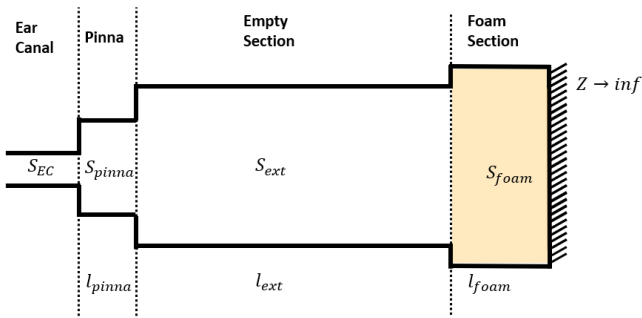 Ear Canal
Pinna
Empty Section
Foam Section
Z → inf
S_EC
S_pinna
S_ext
S_foam
l_pinna
l_ext
l_foam